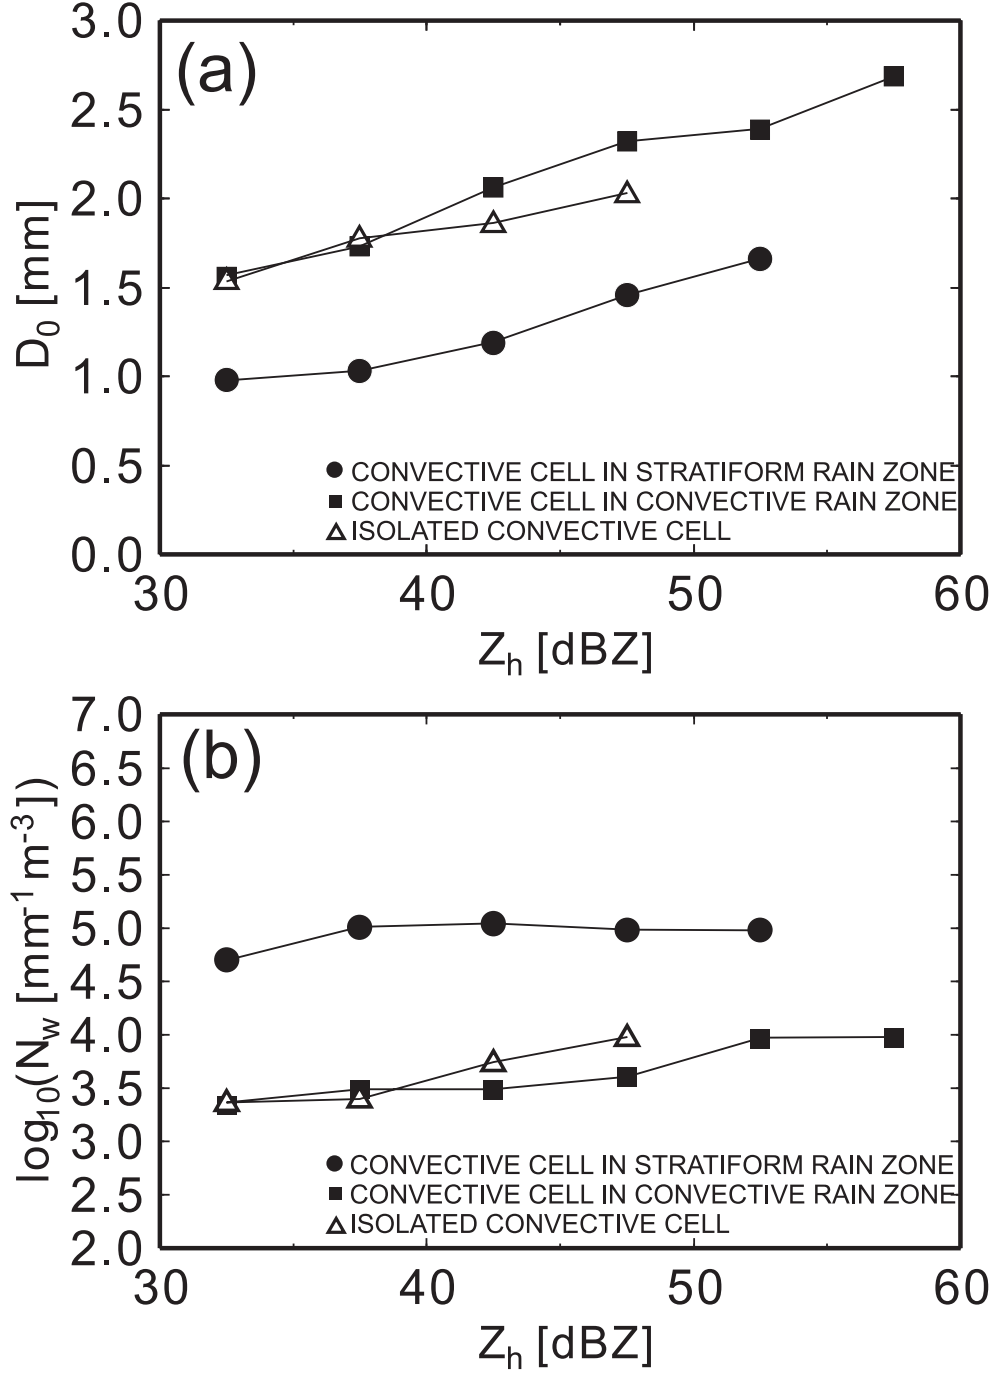 (a)
3.0
2.5
2.0
1.5
1.0
0.5
0.0
D0 [mm]
CONVECTIVE CELL IN STRATIFORM RAIN ZONE
CONVECTIVE CELL IN CONVECTIVE RAIN ZONE
ISOLATED CONVECTIVE CELL
30 40 50 60
Zh [dBZ]
(b)
7.0
6.5
6.0
5.5
5.0
4.5
4.0
3.5
3.0
2.5
2.0
log10(Nw [mm-1m-3])
CONVECTIVE CELL IN STRATIFORM RAIN ZONE
CONVECTIVE CELL IN CONVECTIVE RAIN ZONE
ISOLATED CONVECTIVE CELL
30 40 50 60
Zh [dBZ]